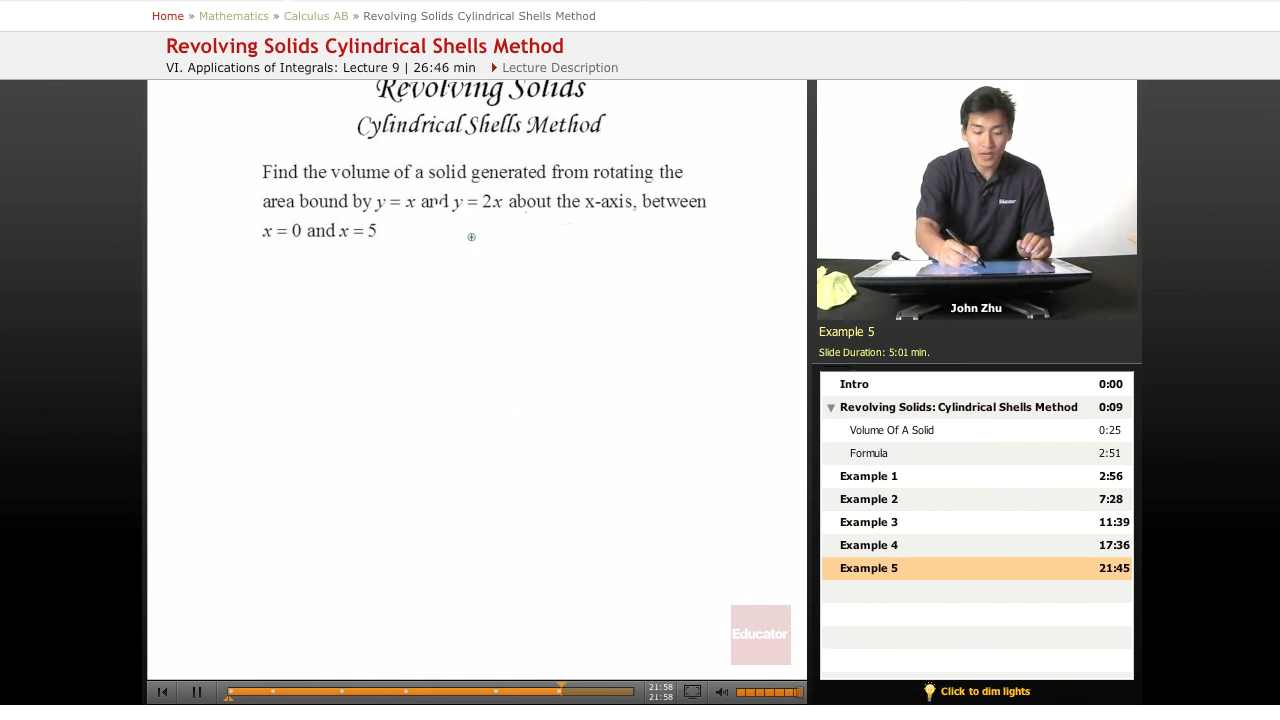 Home » Mathematics » Calculus AB » Revolving Solids Cylindrical Shells Method
Revolving Solids Cylindrical Shells Method
VI. Applications of Integrals: Lecture 9 | 26:46 min Lecture Description
Revolving Solids
Cylindrical Shells Method
Find the volume of a solid generated from rotating the
area bound by y = x and y = 2x about the x-axis, between
x = 0 and x = 5
Educator
Educator
John Zhu
Example 5
Slide Duration: 5:01 min.
Intro 0:00
Revolving Solids: Cylindrical Shells Method 0:09
Volume Of A Solid 0:25
Formula 2:51
Example 1 2:56
Example 2 7:28
Example 3 11:39
Example 4 17:36
Example 5 21:45
21:58
21:58
Click to dim lights